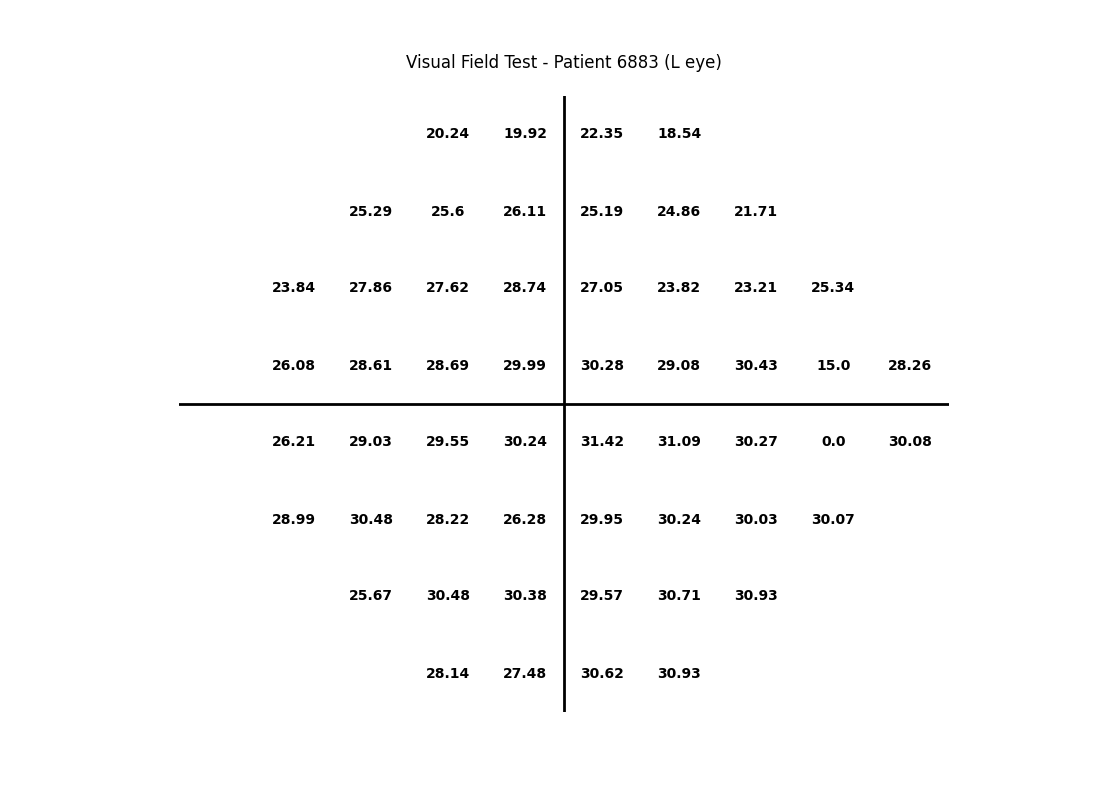 Visual Field Test - Patient 6883 (L eye)
20.24 19.92 22.35 18.54
25.29 25.6 26.11 25.19 24.86 21.71
23.84 27.86 27.62 28.74 27.05 23.82 23.21 25.34
26.08 28.61 28.69 29.99 30.28 29.08 30.43 15.0 28.26
26.21 29.03 29.55 30.24 31.42 31.09 30.27 0.0 30.08
28.99 30.48 28.22 26.28 29.95 30.24 30.03 30.07
25.67 30.48 30.38 29.57 30.71 30.93
28.14 27.48 30.62 30.93